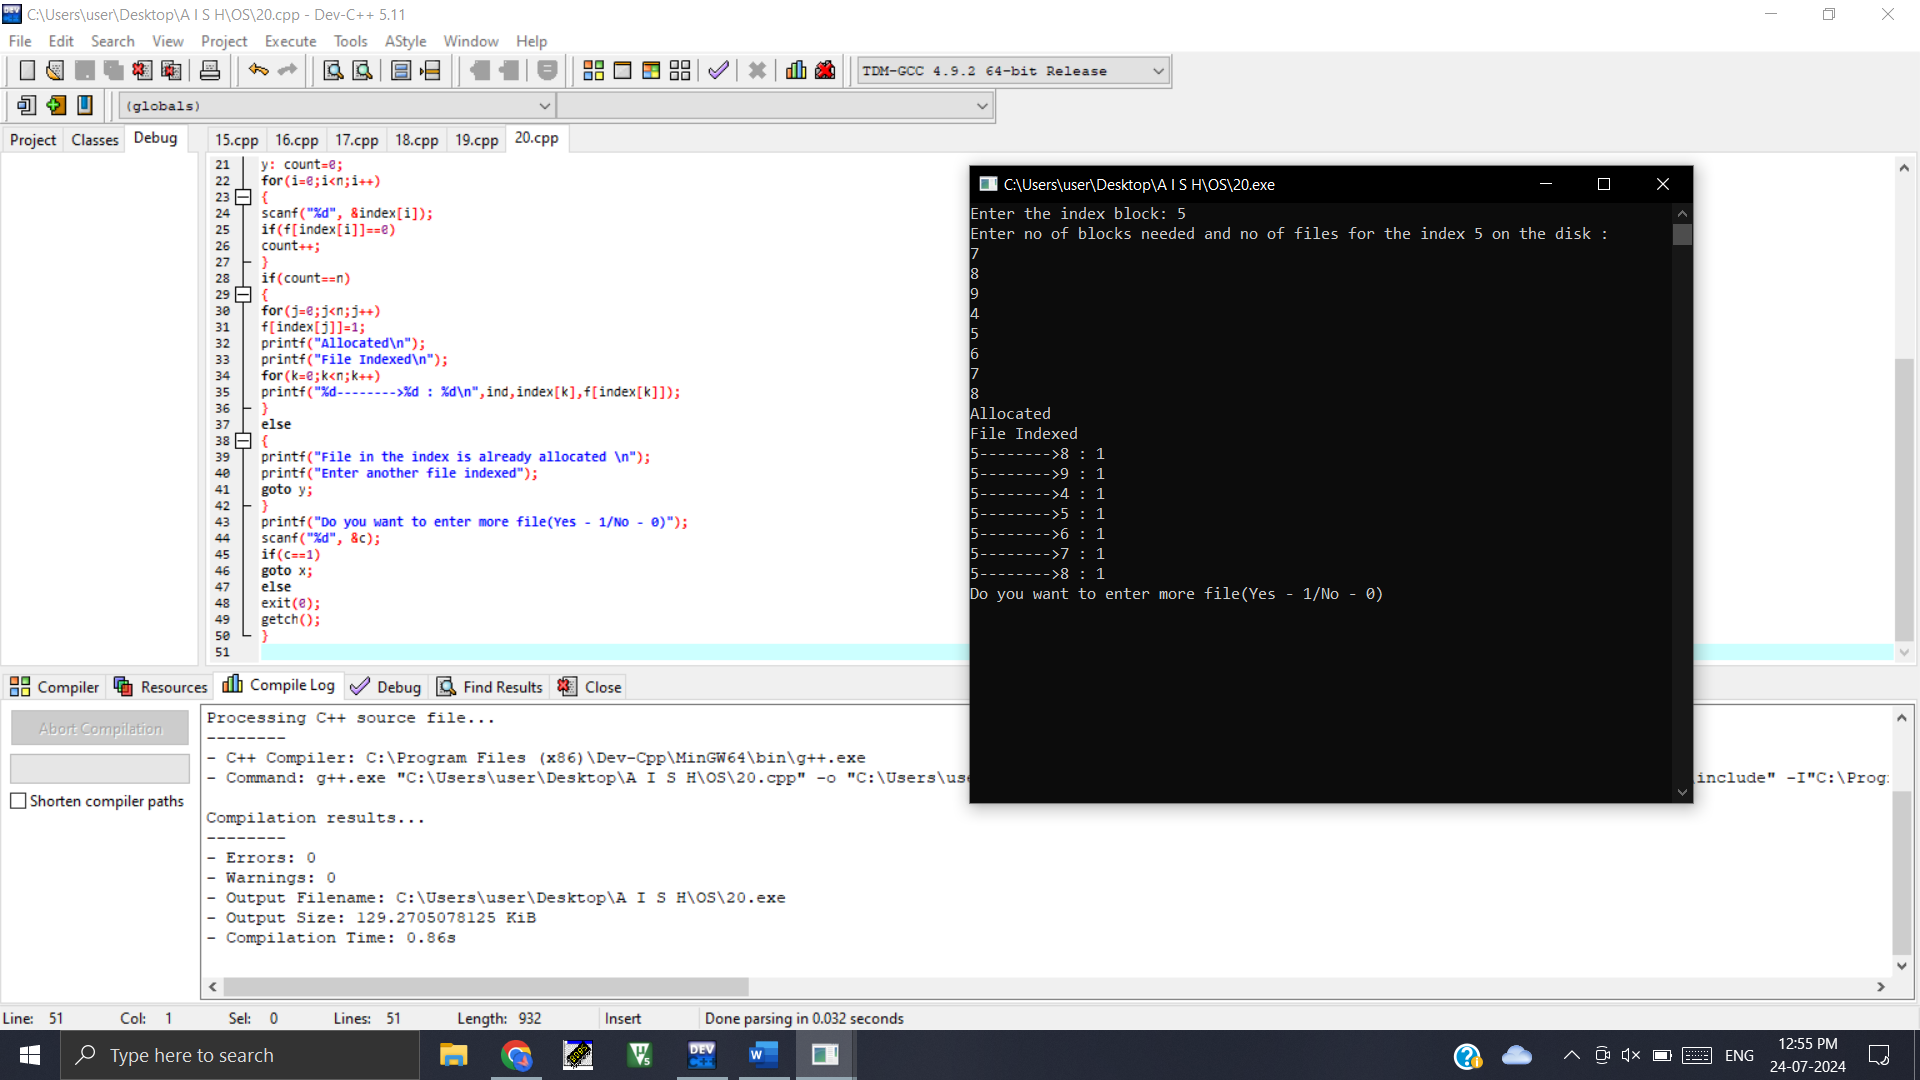 C:\Users\user\Desktop\A I S H\OS\20.cpp - Dev-C++ 5.11
File Edit Search View Project Execute Tools AStyle Window Help
TDM-GCC 4.9.2 64-bit Release
(globals)
Project Classes Debug
15.cpp 16.cpp 17.cpp 18.cpp 19.cpp 20.cpp
21 y: count=0;
22 for(i=0;i<n;i++)
23 {
24 scanf("%d", &index[i]);
25 if(f[index[i]]==0)
26 count++;
27 }
28 if(count==n)
29 {
30 for(j=0;j<n;j++)
31 f[index[j]]=1;
32 printf("Allocated\n");
33 printf("File Indexed\n");
34 for(k=0;k<n;k++)
35 printf("%d-------->%d : %d\n",ind,index[k],f[index[k]]);
36 }
37 else
38 {
39 printf("File in the index is already allocated \n");
40 printf("Enter another file indexed");
41 goto y;
42 }
43 printf("Do you want to enter more file(Yes - 1/No - 0)");
44 scanf("%d", &c);
45 if(c==1)
46 goto x;
47 else
48 exit(0);
49 getch();
50 }
51
C:\Users\user\Desktop\A I S H\OS\20.exe
Enter the index block: 5
Enter no of blocks needed and no of files for the index 5 on the disk :
7
8
9
4
5
6
7
8
Allocated
File Indexed
5-------->8 : 1
5-------->9 : 1
5-------->4 : 1
5-------->5 : 1
5-------->6 : 1
5-------->7 : 1
5-------->8 : 1
Do you want to enter more file(Yes - 1/No - 0)
Compiler Resources Compile Log Debug Find Results Close
Abort Compilation
Shorten compiler paths
Processing C++ source file...
--------
- C++ Compiler: C:\Program Files (x86)\Dev-Cpp\MinGW64\bin\g++.exe
- Command: g++.exe "C:\Users\user\Desktop\A I S H\OS\20.cpp" -o "C:\Users\us include" -I"C:\Prog
Compilation results...
--------
- Errors: 0
- Warnings: 0
- Output Filename: C:\Users\user\Desktop\A I S H\OS\20.exe
- Output Size: 129.2705078125 KiB
- Compilation Time: 0.86s
Line: 51 Col: 1 Sel: 0 Lines: 51 Length: 932 Insert Done parsing in 0.032 seconds
Type here to search
DEV
ENG
12:55 PM
24-07-2024